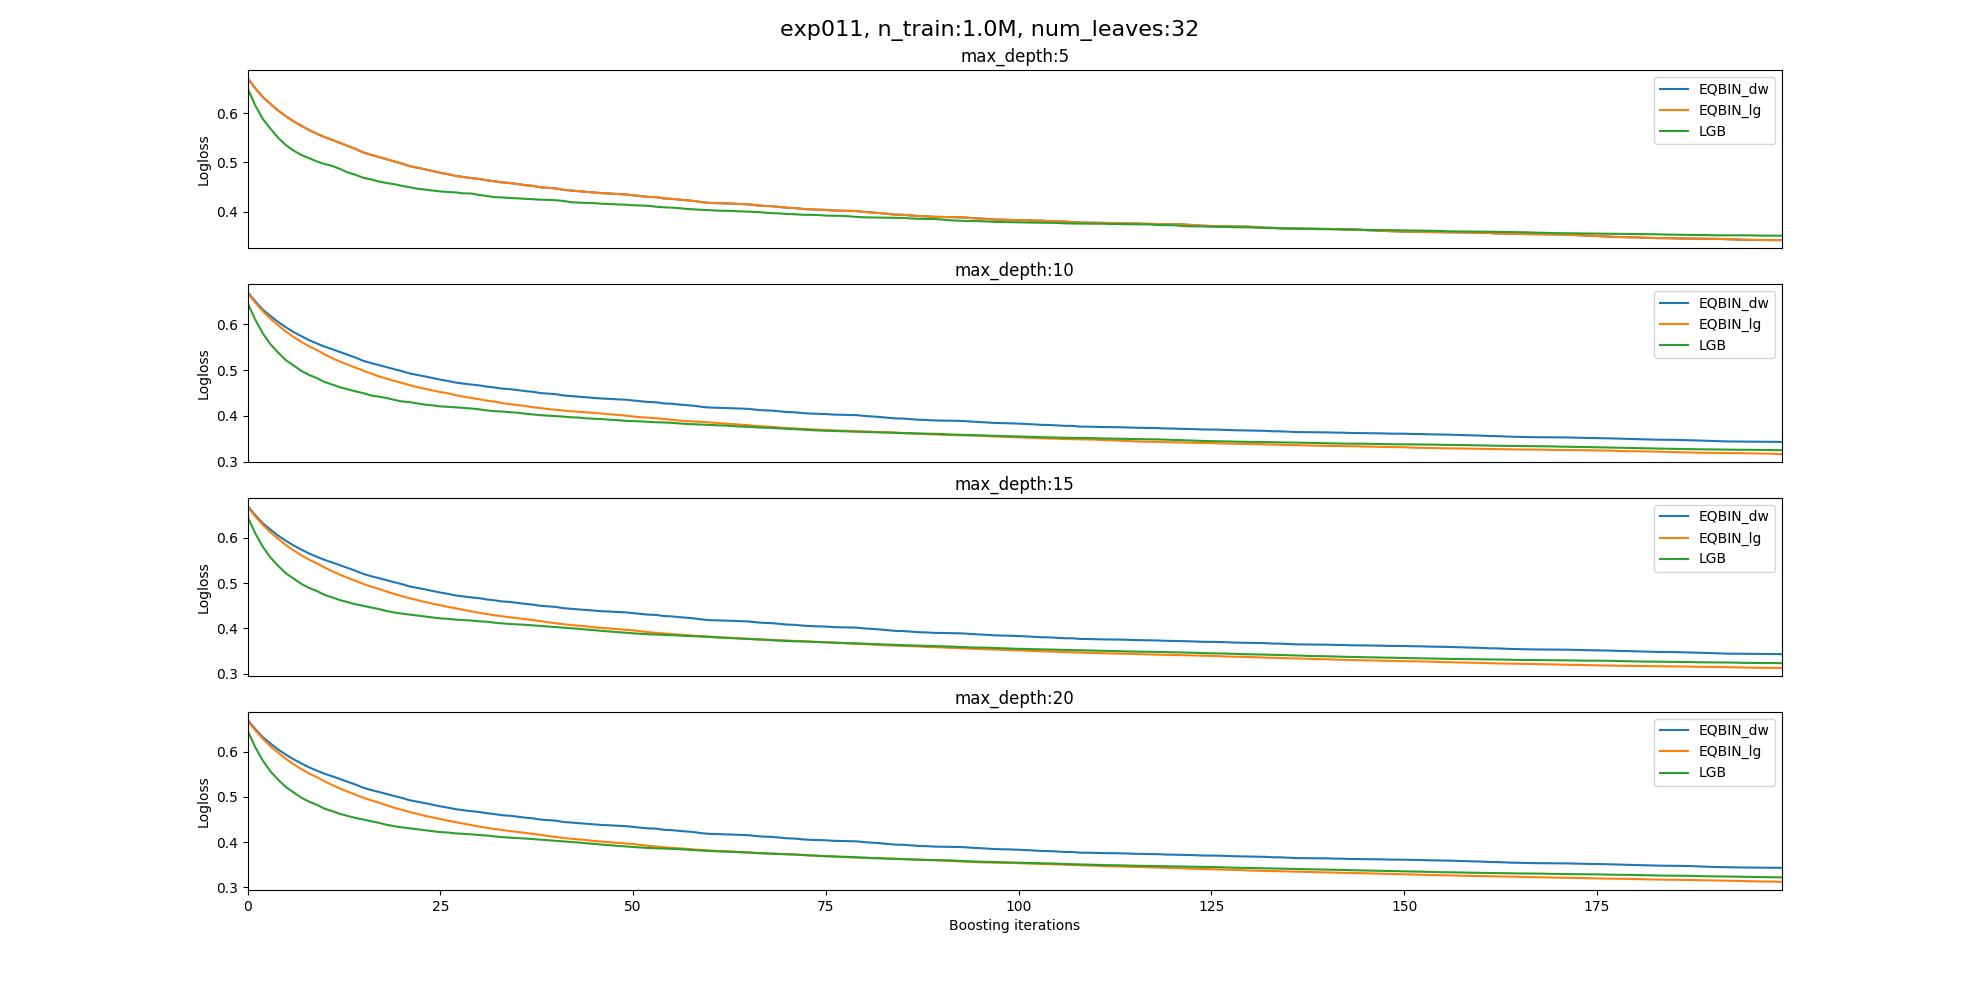 exp011, n_train:1.0M, num_leaves:32
max_depth:5
0.6
0.5
0.4
Logloss
EQBIN_dw
EQBIN_lg
LGB
max_depth:10
0.6
0.5
0.4
0.3
Logloss
EQBIN_dw
EQBIN_lg
LGB
max_depth:15
0.6
0.5
0.4
0.3
Logloss
EQBIN_dw
EQBIN_lg
LGB
max_depth:20
0.6
0.5
0.4
0.3
Logloss
EQBIN_dw
EQBIN_lg
LGB
0 25 50 75 100 125 150 175
Boosting iterations